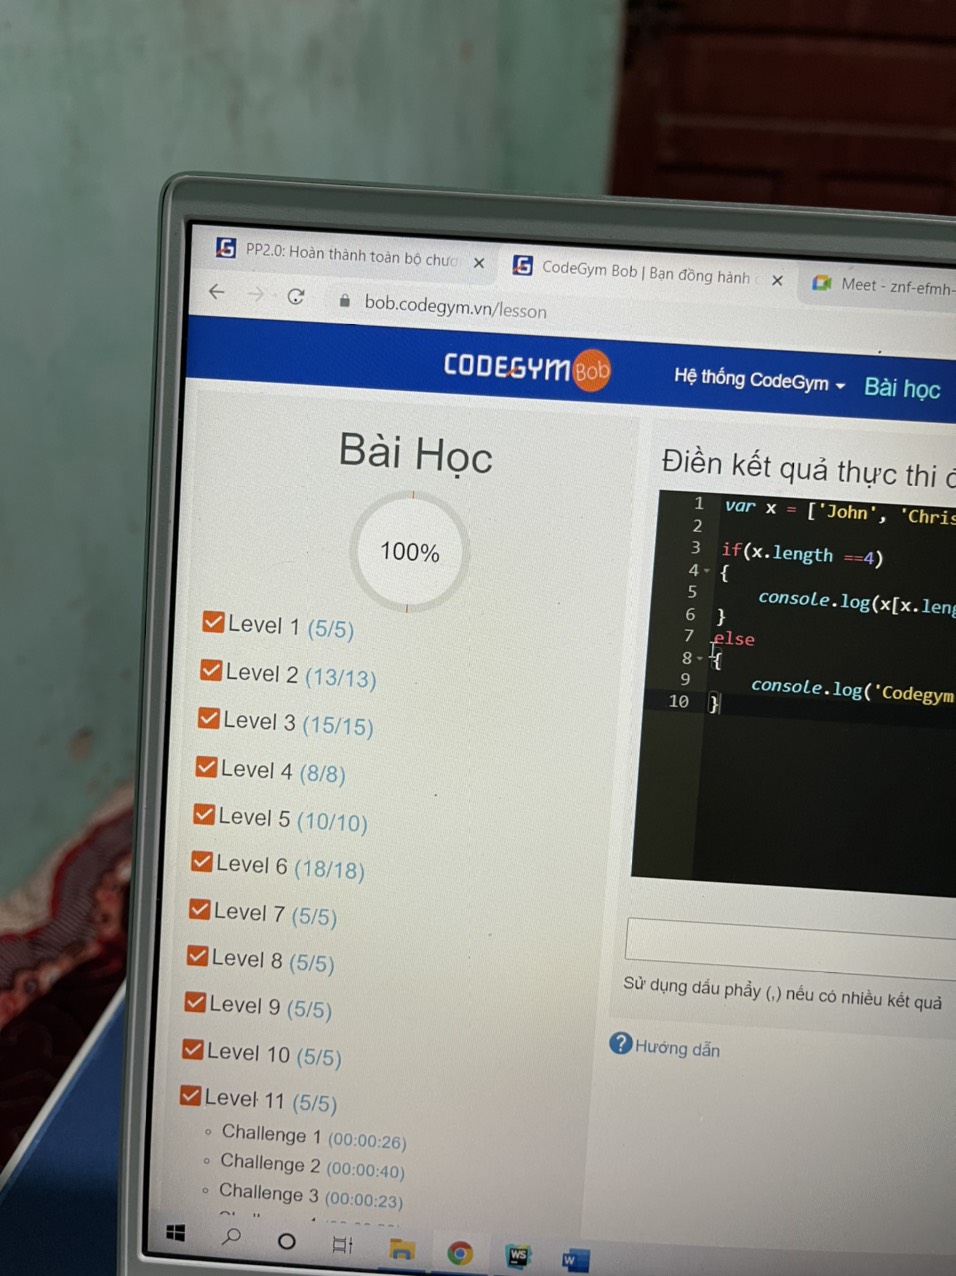 PP2.0: Hoàn thành toàn bộ chươ
CodeGym Bob | Bạn đồng hành
Meet - znf-efmh-
bob.codegym.vn/lesson
CODEGYM Bob
Hệ thống CodeGym
Bài học
Bài Học
100%
Level 1 (5/5)
Level 2 (13/13)
Level 3 (15/15)
Level 4 (8/8)
Level 5 (10/10)
Level 6 (18/18)
Level 7 (5/5)
Level 8 (5/5)
Level 9 (5/5)
Level 10 (5/5)
Level 11 (5/5)
Challenge 1 (00:00:26)
Challenge 2 (00:00:40)
Challenge 3 (00:00:23)
Điền kết quả thực thi
1 var x = ['John', 'Chris
2
3 if(x.length ==4)
4 {
5 console.log(x[x.leng
6 }
7 else
8 {
9 console.log('Codegym
10 }
Sử dụng dấu phẩy (,) nếu có nhiều kết quả
? Hướng dẫn
WS
W